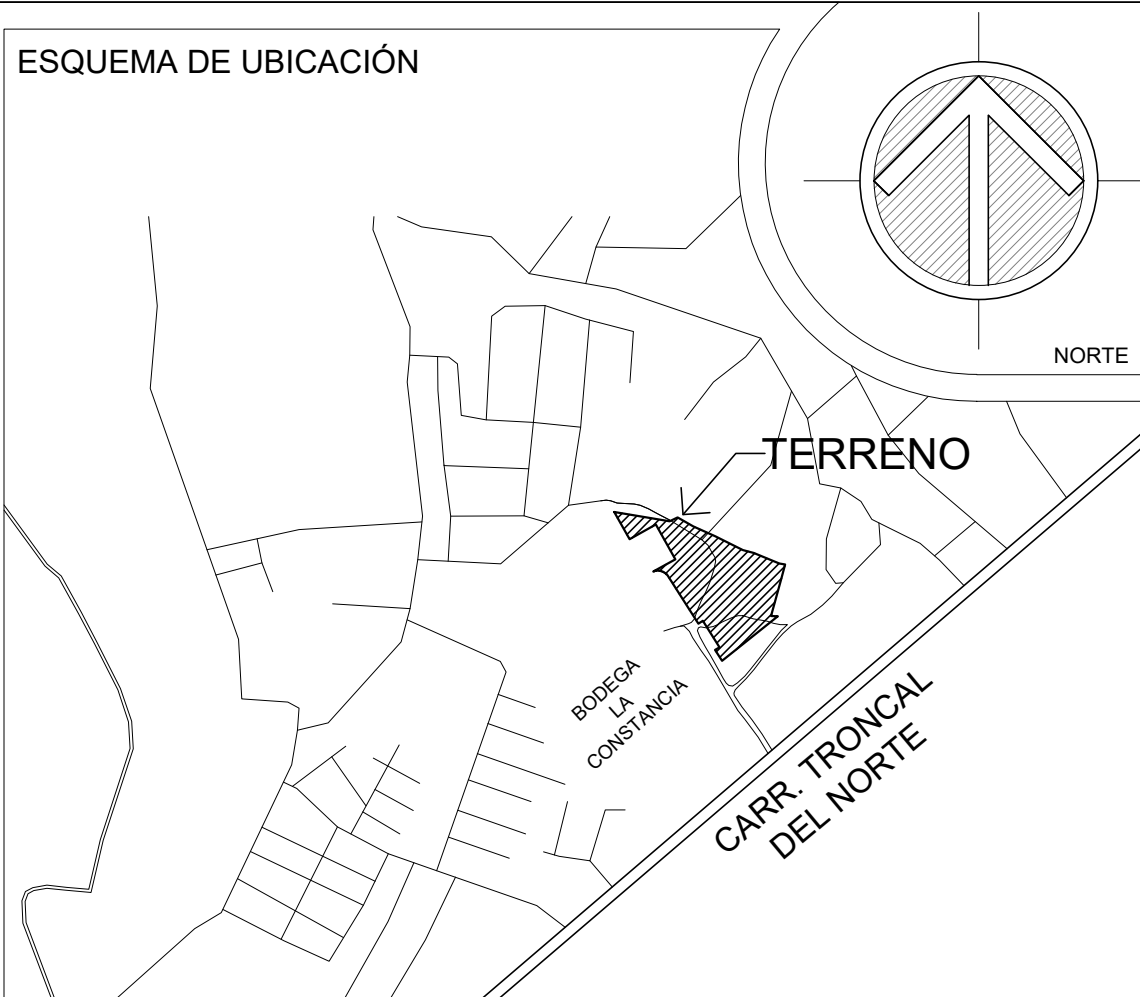 ESQUEMA DE UBICACIÓN
NORTE
TERRENO
BODEGA
LA
CONSTANCIA
CARR. TRONCAL
DEL NORTE